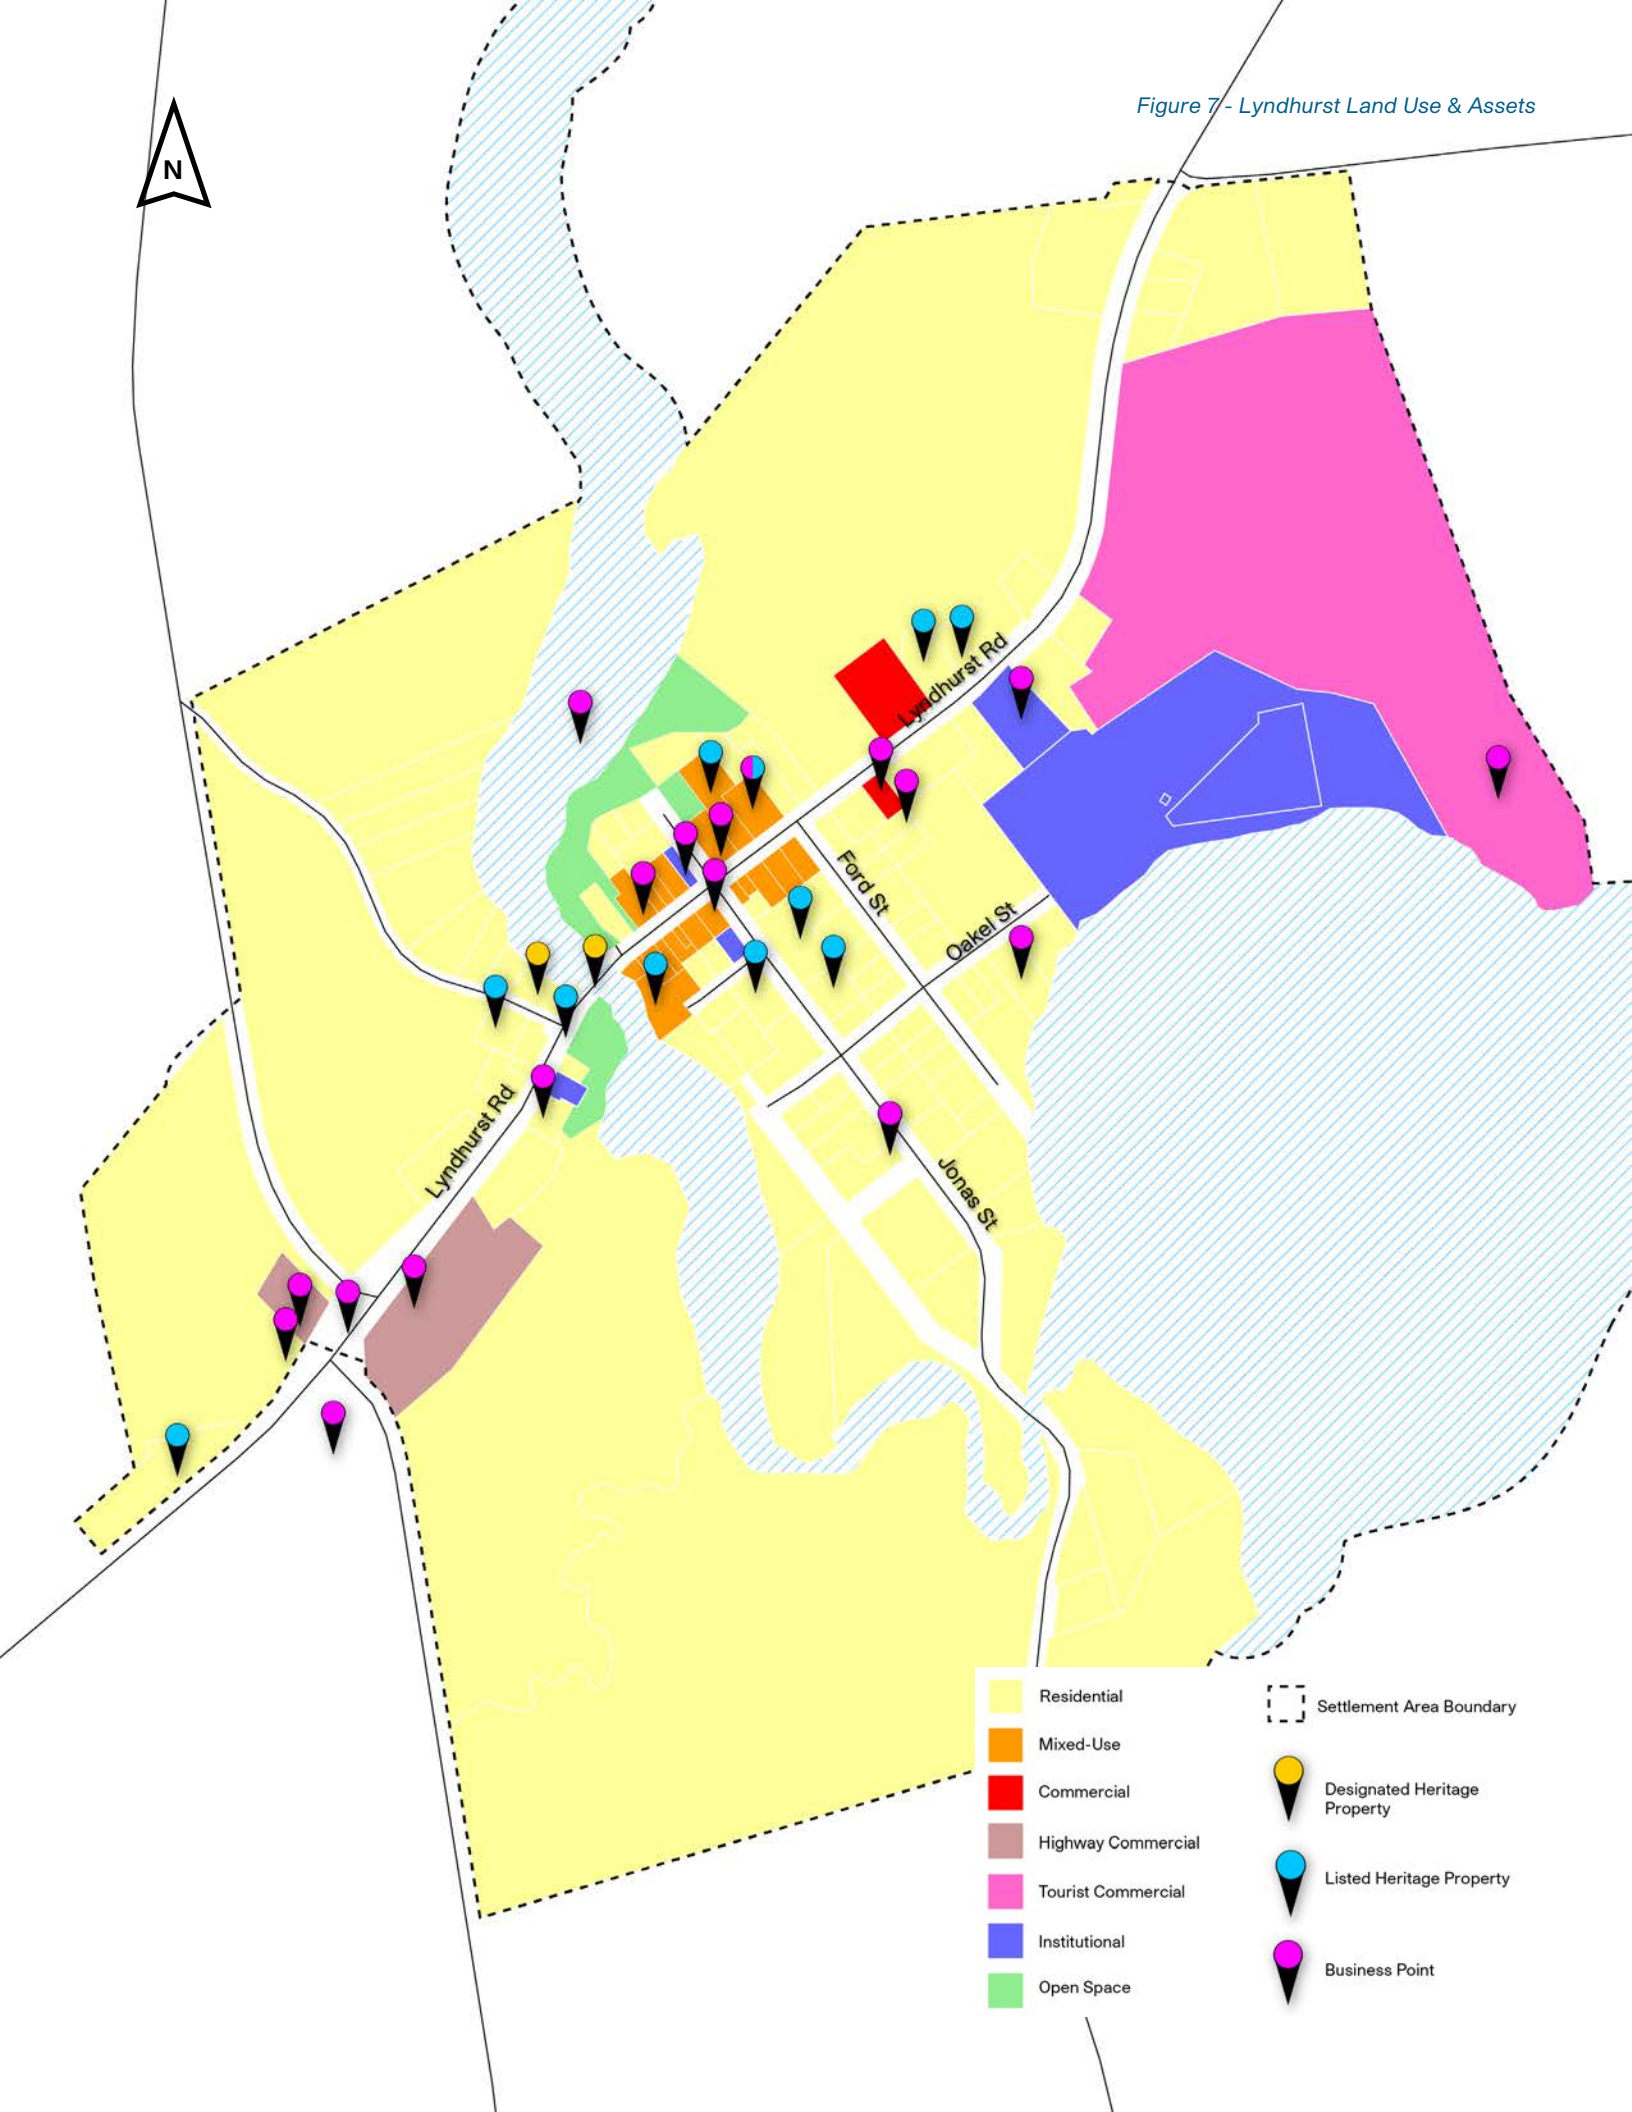 Figure 7 - Lyndhurst Land Use & Assets
N
Lyndhurst Rd
Ford St
Oakel St
Lyndhurst Rd
Jonas St
Residential
Mixed-Use
Commercial
Highway Commercial
Tourist Commercial
Institutional
Open Space
Settlement Area Boundary
Designated Heritage
Property
Listed Heritage Property
Business Point